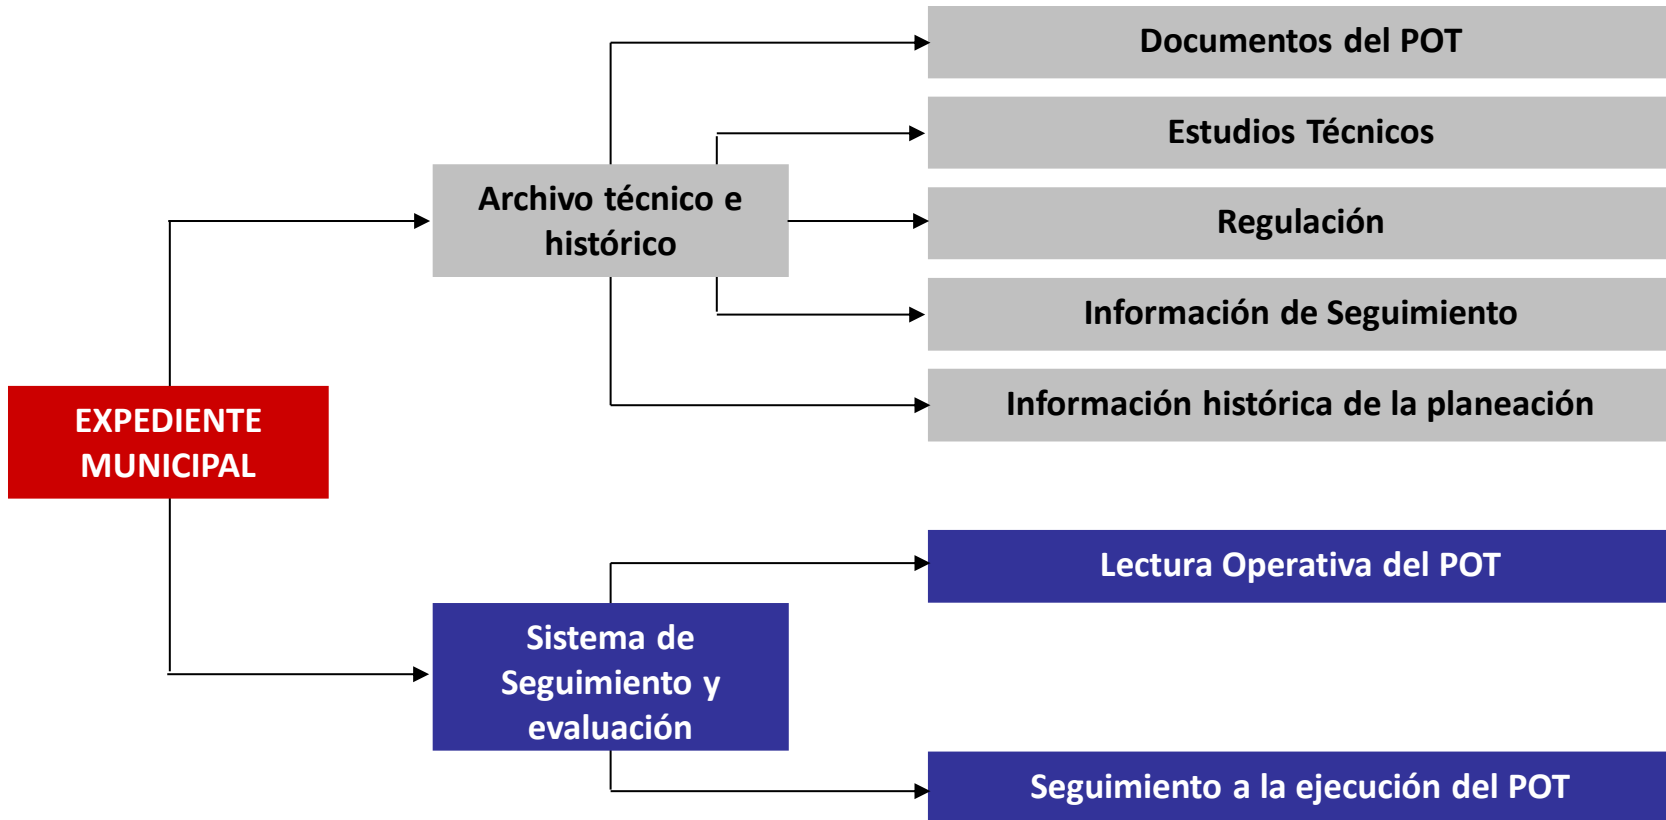 Documentos del POT
Estudios Técnicos
Archivo técnico e
histórico
Regulación
Información de Seguimiento
Información histórica de la planeación
EXPEDIENTE
MUNICIPAL
Lectura Operativa del POT
Sistema de
Seguimiento y
evaluación
Seguimiento a la ejecución del POT